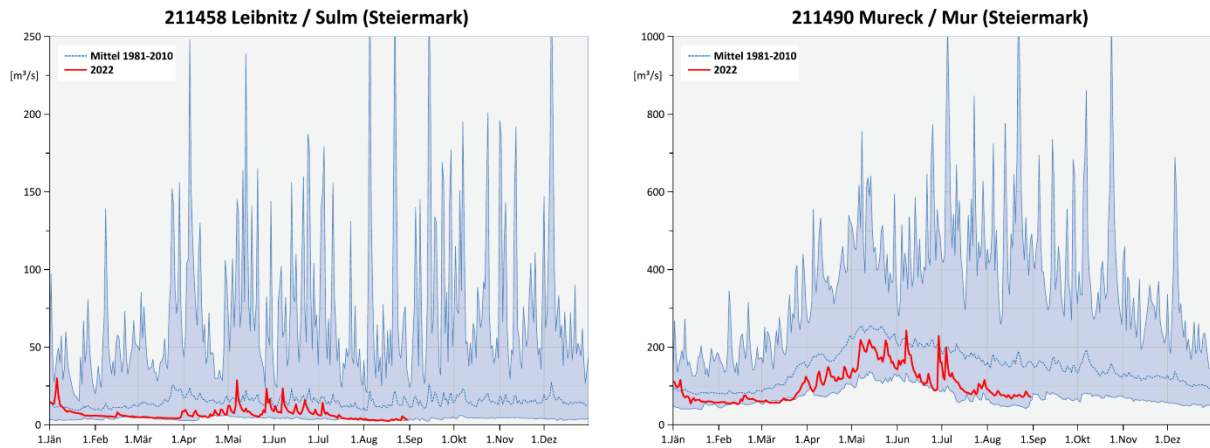 211458 Leibnitz / Sulm (Steiermark)
250
[m³/s]
200
150
100
50
0
Mittel 1981-2010
2022
1.Jän 1.Feb 1.Mär 1.Apr 1.Mai 1.Jun 1.Jul 1.Aug 1.Sep 1.Okt 1.Nov 1.Dez
211490 Mureck / Mur (Steiermark)
1000
[m³/s]
800
600
400
200
0
Mittel 1981-2010
2022
1.Jän 1.Feb 1.Mär 1.Apr 1.Mai 1.Jun 1.Jul 1.Aug 1.Sep 1.Okt 1.Nov 1.Dez